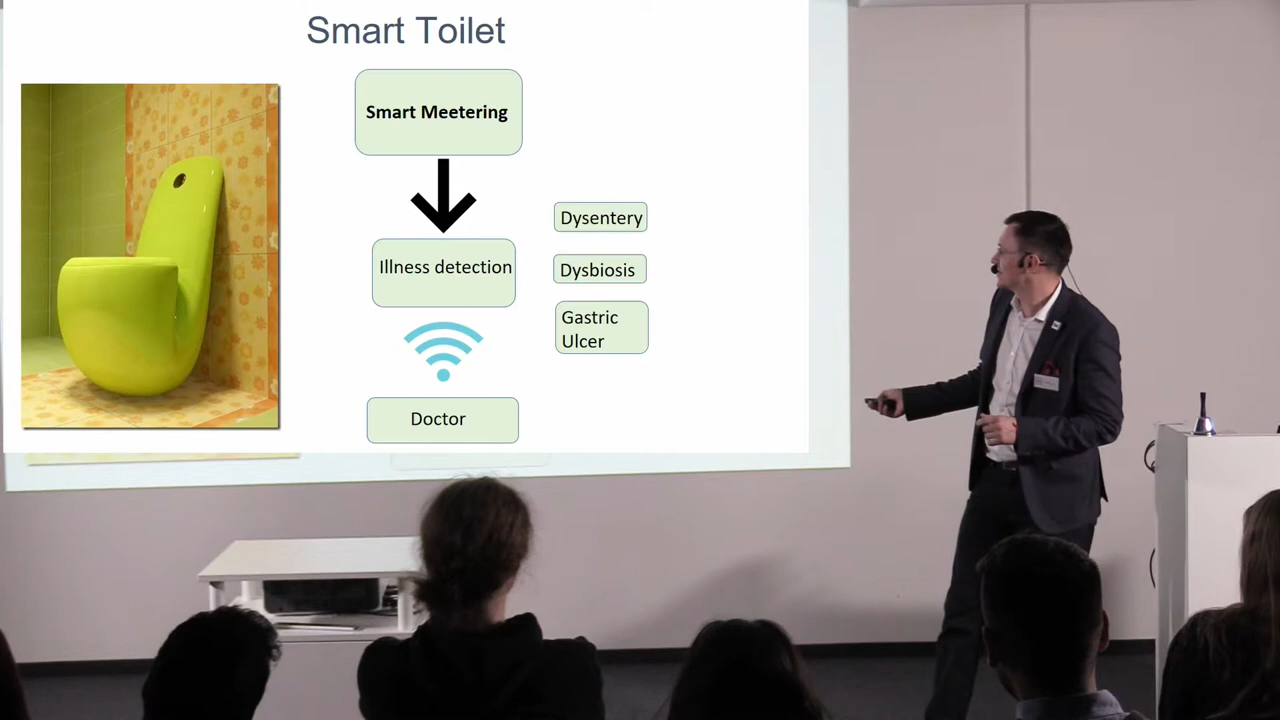 Smart Toilet
Smart Meetering
Illness detection
Doctor
Dysentery
Dysbiosis
Gastric
Ulcer